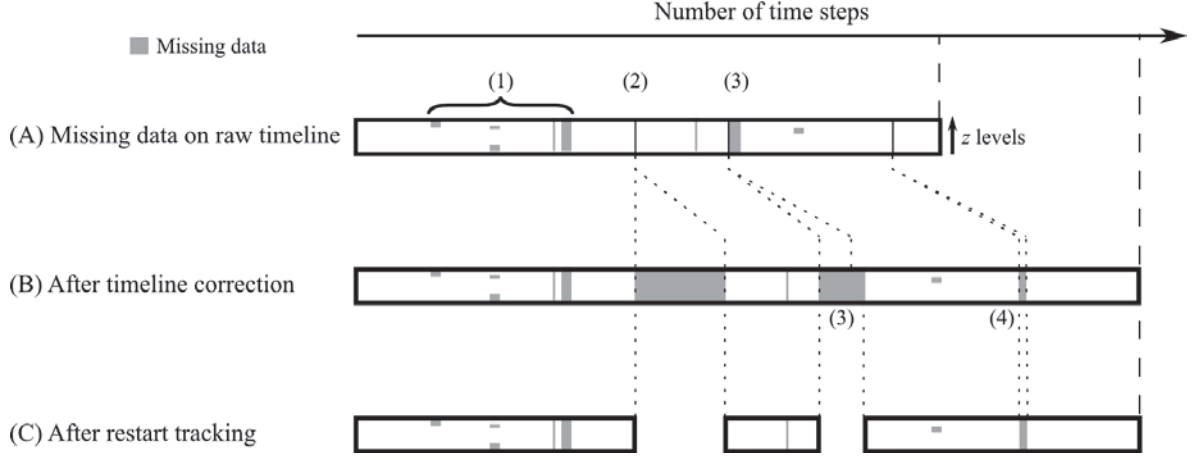 Number of time steps
Missing data
(1) (2) (3)
(A) Missing data on raw timeline
z levels
(B) After timeline correction
(3) (4)
(C) After restart tracking